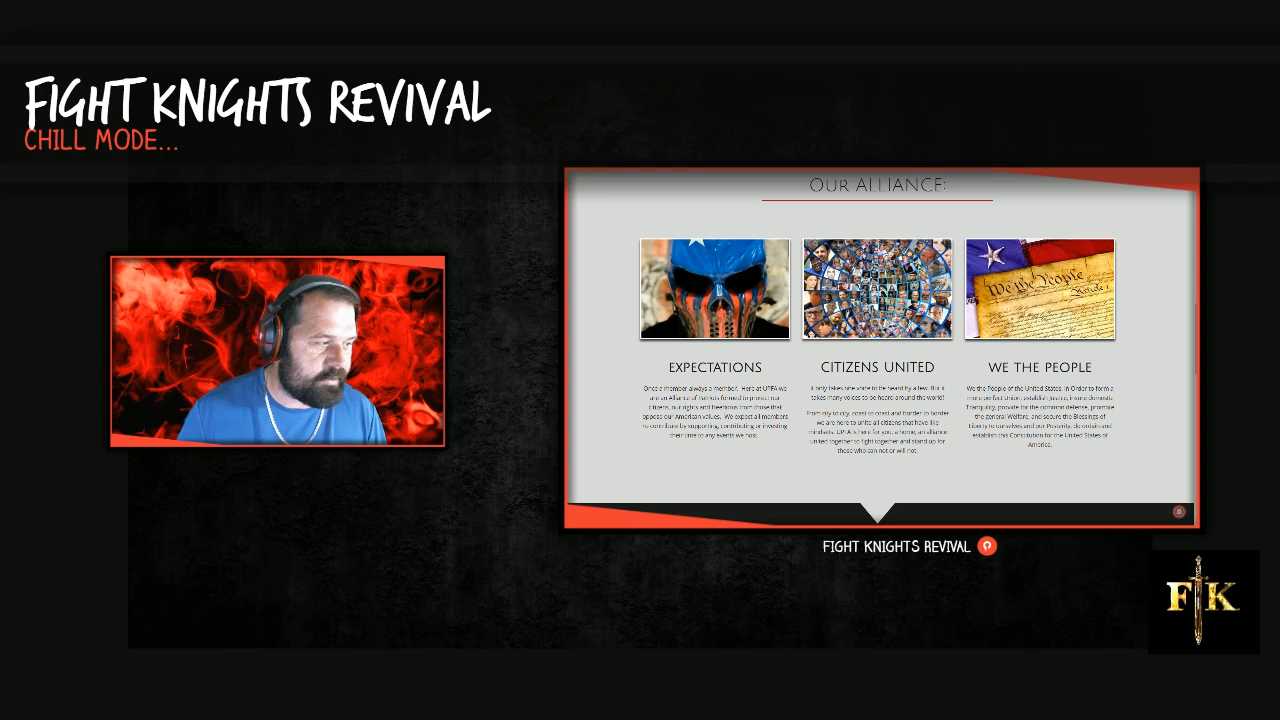 FIGHT KNIGHTS REVIVAL
CHILL MODE...
OUR ALLIANCE:
We the People
Article 1
EXPECTATIONS
Once a member always a member. Here at UPFA we
are an Alliance of Patriots formed to protect our
citizens, our rights and freedoms from those that
oppose our American values. We expect all members
to contribute by supporting, contributing or investing
their time to any events we host.
CITIZENS UNITED
It only takes one voice to be heard by a few. But it
takes many voices to be heard around the world!
From city to city, coast to coast and border to border
we are here to unite all citizens that have like
mindsets. UPFA is here for you, a home, an alliance
united together to fight together and stand up for
those who can not or will not.
WE THE PEOPLE
We the People of the United States, in Order to form a
more perfect Union, establish Justice, insure domestic
Tranquility, provide for the common defense, promote
the general Welfare, and secure the Blessings of
Liberty to ourselves and our Posterity, do ordain and
establish this Constitution for the United States of
America.
FIGHT KNIGHTS REVIVAL
F K